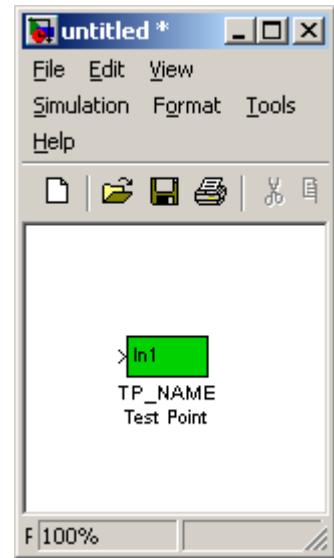 untitled *
File Edit View
Simulation Format Tools
Help
In1
TP_NAME
Test Point
F 100%